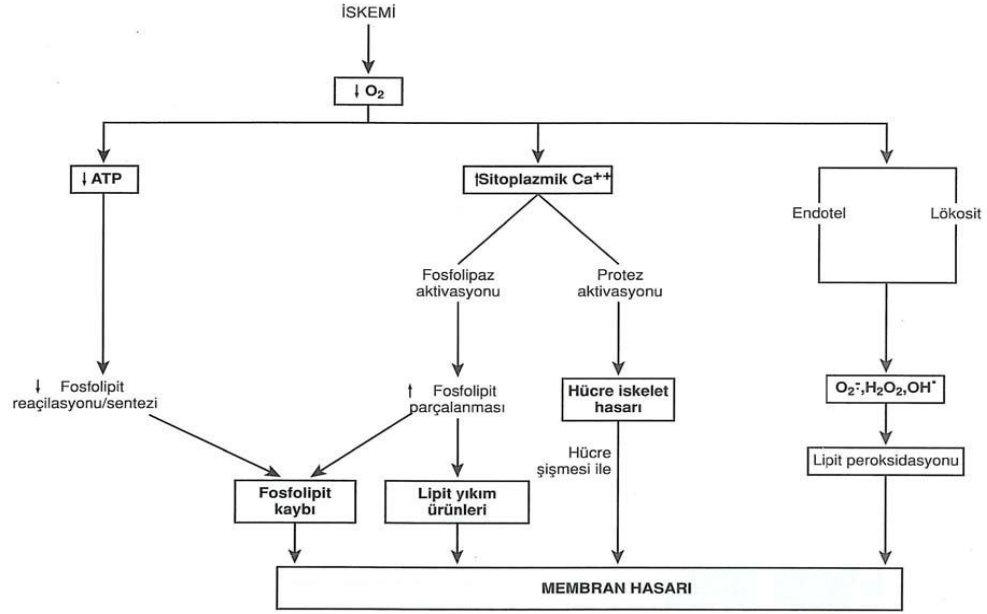 İSKEMİ
↓ O₂
↓ ATP
↑Sitoplazmik Ca⁺⁺
Endotel
Lökosit
Fosfolipaz
aktivasyonu
Protez
aktivasyonu
↓ Fosfolipit
reaçilasyonu/sentezi
↑ Fosfolipit
parçalanması
Hücre iskelet
hasarı
O₂⁻·,H₂O₂,OH•
Hücre
şişmesi ile
Lipit peroksidasyonu
Fosfolipit
kaybı
Lipit yıkım
ürünleri
MEMBRAN HASARI